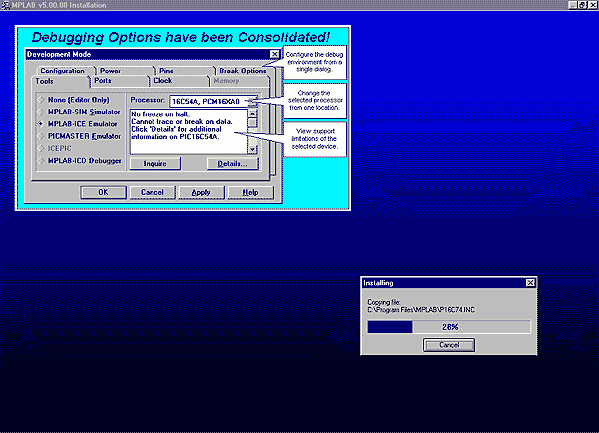 MPLAB v5.00.00 Installation
Debugging Options have been Consolidated!
Development Mode
Configuration Power Pins Break Options
Tools Ports Clock Memory
None (Editor Only)
MPLAB-SIM Simulator
MPLAB-ICE Emulator
PICMASTER Emulator
ICEPIC
MPLAB-ICD Debugger
Processor: 16C54A, PCM16XA0
No freeze on halt.
Cannot trace or break on data.
Click 'Details' for additional
information on PIC16C54A.
Inquire Details...
OK Cancel Apply Help
Configure the debug
environment from a
single dialog.
Change the
selected processor
from one location.
View support
limitations of the
selected device.
Installing
Copying file:
C:\Program Files\MPLAB\P16C74.INC
28%
Cancel